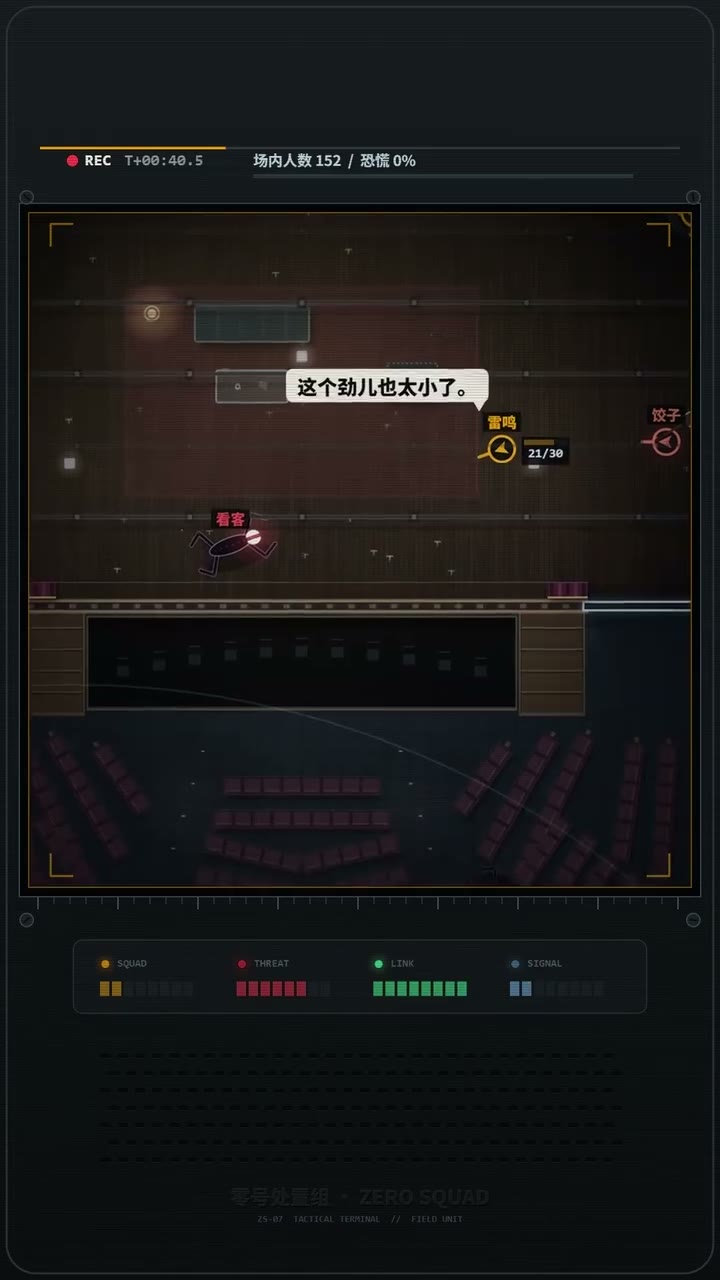 REC T+00:40.5 场内人数 152 / 恐慌 0%
这个劲儿也太小了。
雷鸣
21/30
饺子
看客
SQUAD THREAT LINK SIGNAL
零号处置组 · ZERO SQUAD
ZS-07 TACTICAL TERMINAL // FIELD UNIT